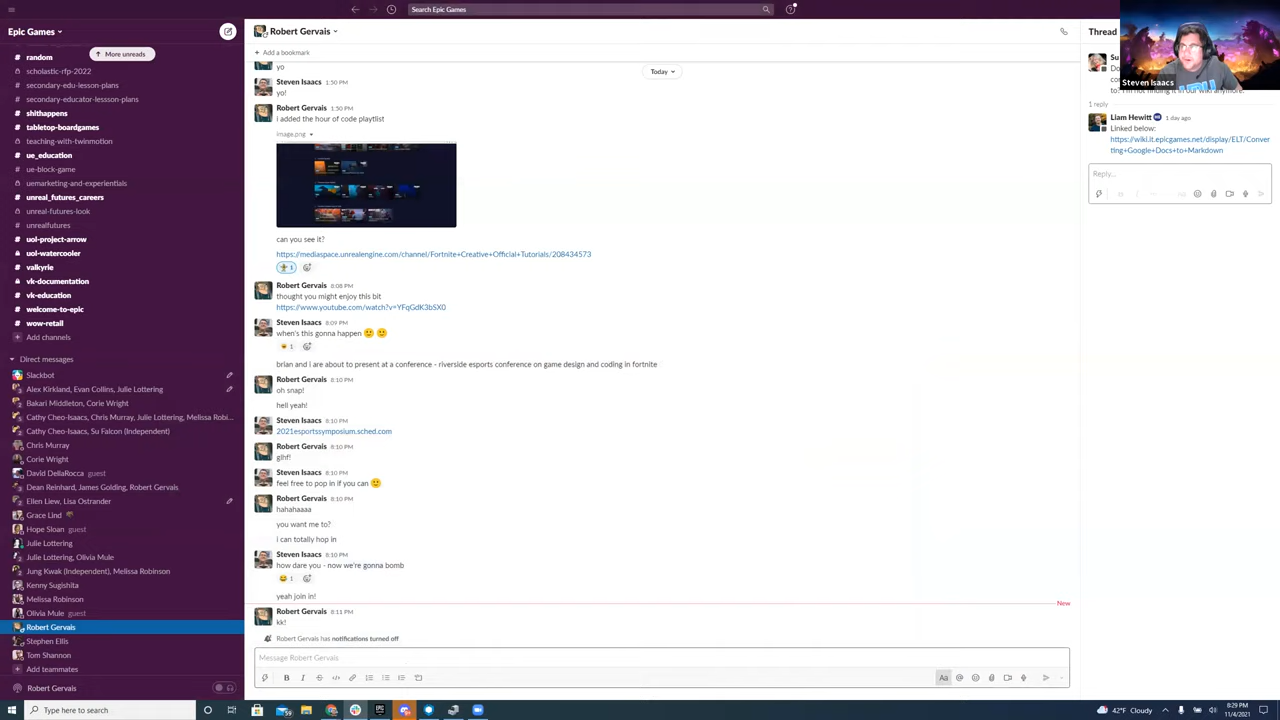 Epic Games
Search Epic Games
More unreads
random
scholastic-rfp-2022
secondary-edu-lesson-plans
secondary-educator-lessson-plans
shithappens
tabletop-boardgames
teaching-with-twinmotion
ue_education
ue-block-game
uemarketing-and-experientials
unreal_futures_careers
unreal-futures-look
unrealfutures
uol-project-arrow
uol-watercooler
valkyrie
vk-documentation
vk-education
welcome-to-epic
wow-retail
Add channels
Direct messages
Slackbot
Alex Kirkland, Evan Collins, Julie Lottering
Bakari Middleton, Corie Wright
Cathy Cheo-Isaacs, Chris Murray, Julie Lottering, Melissa Robi...
Cathy Cheo-Isaacs, Su Falcon (Independent)
Chris Murray
Corie Wright
David DellaRocca guest
Dean Reinhard, James Golding, Robert Gervais
Ellen Liew, Lisa Ostrander
Grace Lind
Hope Sloan guest
Julie Lottering
Julie Lottering, Olivia Mule
Jung Kwak (Independent), Melissa Robinson
Kenny Sugishita
Melissa Robinson
Olivia Mule guest
Robert Gervais
Stephen Ellis
Tom Shannon
Add teammates
Robert Gervais
Robert Gervais
Add a bookmark
Today
yo
Steven Isaacs 1:50 PM
yo!
Robert Gervais 1:50 PM
i added the hour of code playtlist
image.png
can you see it?
https://mediaspace.unrealengine.com/channel/Fortnite+Creative+Official+Tutorials/208434573
1
Robert Gervais 8:08 PM
thought you might enjoy this bit
https://www.youtube.com/watch?v=YFqGdK3bSX0
Steven Isaacs 8:09 PM
when's this gonna happen
1
brian and i are about to present at a conference - riverside esports conference on game design and coding in fortnite
Robert Gervais 8:10 PM
oh snap!
hell yeah!
Steven Isaacs 8:10 PM
2021esportssymposium.sched.com
Robert Gervais 8:10 PM
glhf!
Steven Isaacs 8:10 PM
feel free to pop in if you can
Robert Gervais 8:10 PM
hahahaaaa
you want me to?
i can totally hop in
Steven Isaacs 8:10 PM
how dare you - now we're gonna bomb
1
yeah join in!
New
Robert Gervais 8:11 PM
kk!
Robert Gervais has notifications turned off
Message Robert Gervais
Aa
Thread
Steven Isaacs
Su
1 reply
Liam Hewitt 1 day ago
Linked below:
https://wiki.it.epicgames.net/display/ELT/Conver
ting+Google+Docs+to+Markdown
Reply...
Type here to search
8:29 PM
11/4/2021